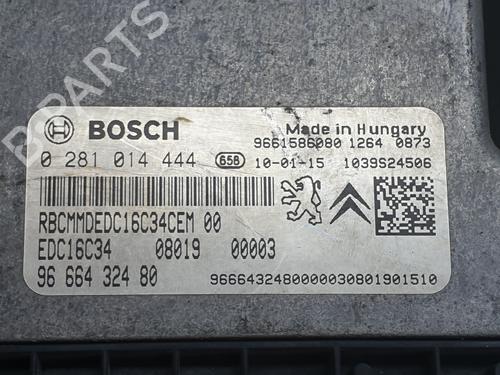 B-PARTS
BOSCH
Made in Hungary
9661586080 1264 0873
0 281 014 444 658 10-01-15 1039S24506
RBCMMDEDC16C34CEM 00
EDC16C34 08019 00003
96 664 324 80 9666432480000030801901510